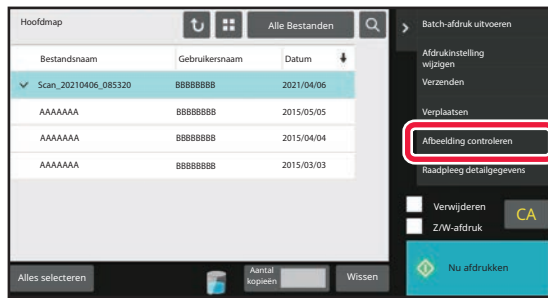 Hoofdmap
Alle Bestanden
Bestandsnaam Gebruikersnaam Datum
Scan_20210406_085320 BBBBBBBB 2021/04/06
AAAAAAA BBBBBBBB 2015/05/05
AAAAAAA BBBBBBBB 2015/04/04
AAAAAAA BBBBBBBB 2015/03/03
Alles selecteren
Aantal
kopieën
Wissen
Batch-afdruk uitvoeren
Afdrukinstelling
wijzigen
Verzenden
Verplaatsen
Afbeelding controleren
Raadpleeg detailgegevens
Verwijderen
Z/W-afdruk
CA
Nu afdrukken